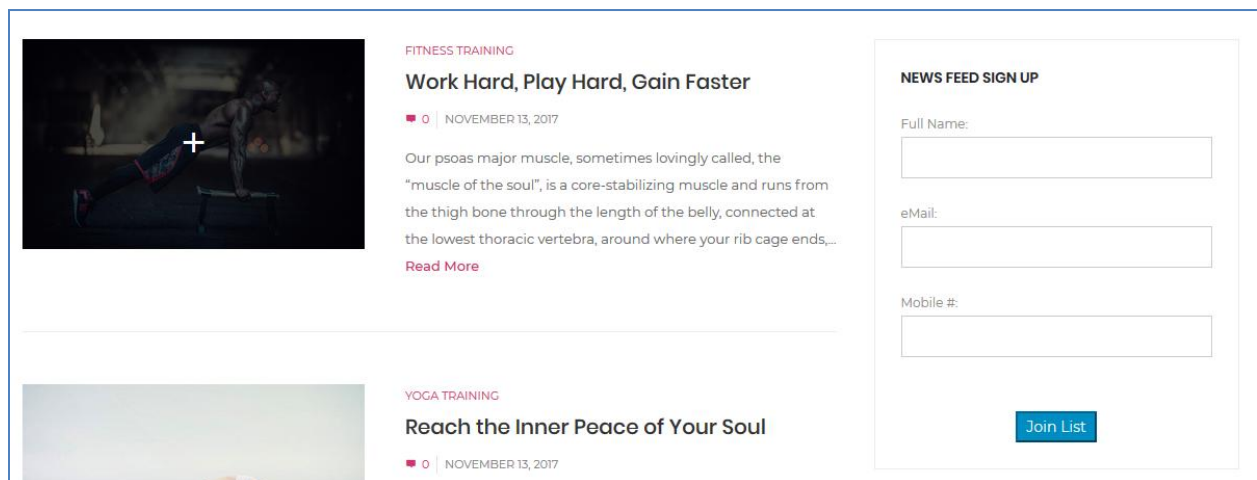 FITNESS TRAINING
Work Hard, Play Hard, Gain Faster
0 NOVEMBER 13, 2017
Our psoas major muscle, sometimes lovingly called, the
"muscle of the soul", is a core-stabilizing muscle and runs from
the thigh bone through the length of the belly, connected at
the lowest thoracic vertebra, around where your rib cage ends,...
Read More
YOGA TRAINING
Reach the Inner Peace of Your Soul
0 NOVEMBER 13, 2017
NEWS FEED SIGN UP
Full Name:
eMail:
Mobile #:
Join List